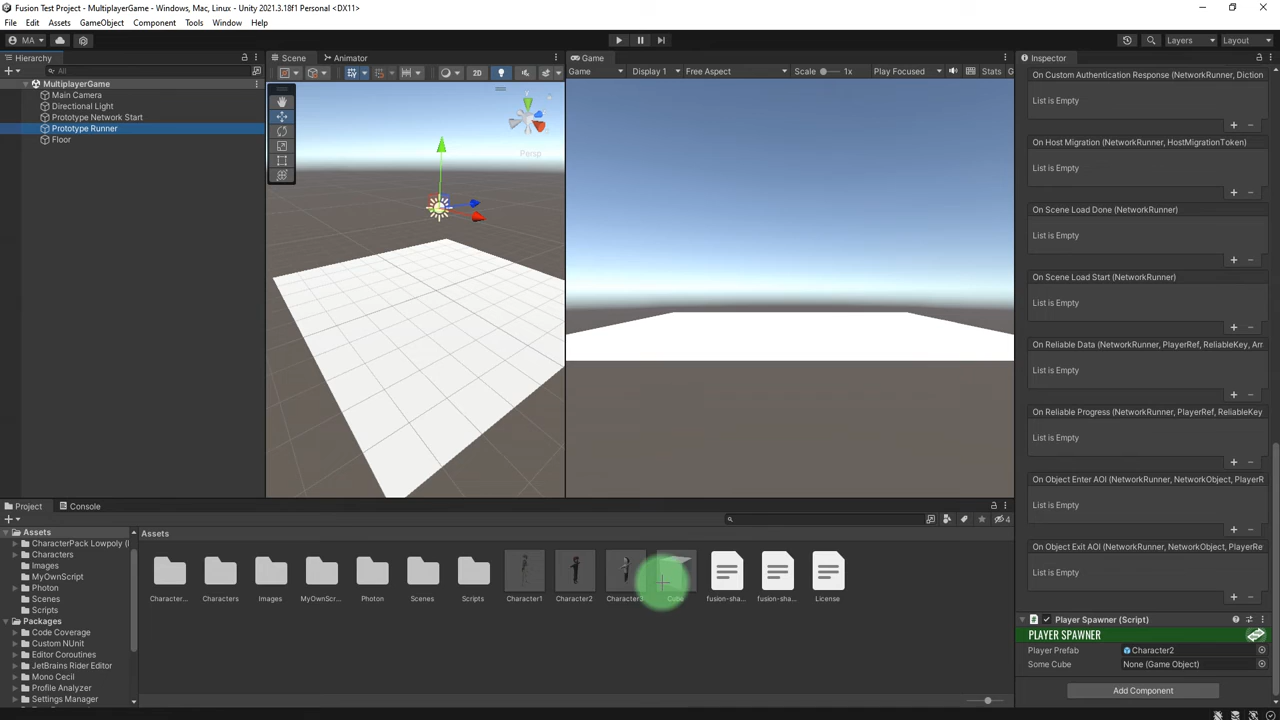 Fusion Test Project - MultiplayerGame - Windows, Mac, Linux - Unity 2021.3.18f1 Personal <DX11>
File Edit Assets GameObject Component Tools Window Help
MA Layers Layout
Hierarchy
All
MultiplayerGame
Main Camera
Directional Light
Prototype Network Start
Prototype Runner
Floor
Scene Animator
2D
Persp
Game
Game Display 1 Free Aspect Scale 1x Play Focused Stats
Inspector
On Custom Authentication Response (NetworkRunner, Diction
List is Empty
On Host Migration (NetworkRunner, HostMigrationToken)
List is Empty
On Scene Load Done (NetworkRunner)
List is Empty
On Scene Load Start (NetworkRunner)
List is Empty
On Reliable Data (NetworkRunner, PlayerRef, ReliableKey, Arr
List is Empty
On Reliable Progress (NetworkRunner, PlayerRef, ReliableKey
List is Empty
On Object Enter AOI (NetworkRunner, NetworkObject, PlayerR
List is Empty
On Object Exit AOI (NetworkRunner, NetworkObject, PlayerRe
List is Empty
Player Spawner (Script)
PLAYER SPAWNER
Player Prefab Character2
Some Cube None (Game Object)
Add Component
Project Console
4
Assets
CharacterPack Lowpoly (
Characters
Images
MyOwnScript
Photon
Scenes
Scripts
Packages
Code Coverage
Custom NUnit
Editor Coroutines
JetBrains Rider Editor
Mono Cecil
Profile Analyzer
Settings Manager
Assets
Character... Characters Images MyOwnScr... Photon Scenes Scripts Character1 Character2 Character3 Cube fusion-sha... fusion-sha... License